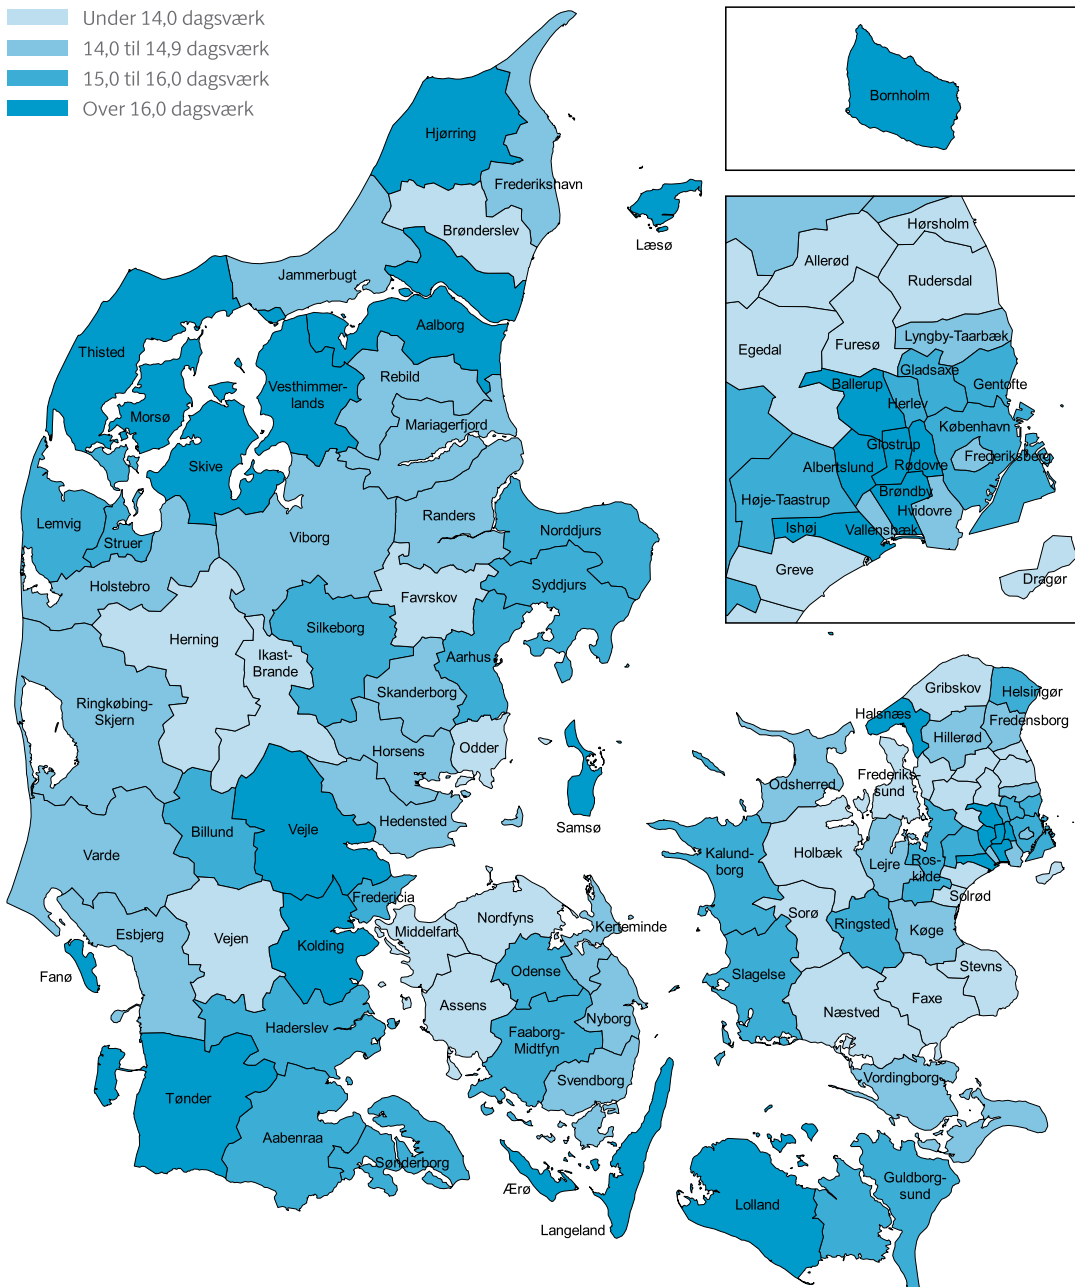 Under 14,0 dagsværk
14,0 til 14,9 dagsværk
15,0 til 16,0 dagsværk
Over 16,0 dagsværk
Bornholm
Hjørring
Frederikshavn
Brønderslev
Læsø
Jammerbugt
Aalborg
Thisted
Rebild
Vesthimmer-
lands
Morsø
Mariagerfjord
Skive
Lemvig
Struer
Viborg
Randers
Norddjurs
Holstebro
Favrskov
Syddjurs
Herning
Silkeborg
Ikast-
Brande
Aarhus
Skanderborg
Ringkøbing-
Skjern
Horsens
Odder
Hedensted
Samsø
Billund
Vejle
Varde
Fredericia
Esbjerg
Vejen
Kolding
Fanø
Haderslev
Tønder
Aabenraa
Sønderborg
Middelfart
Nordfyns
Kerteminde
Odense
Assens
Faaborg-
Midtfyn
Nyborg
Svendborg
Ærø
Langeland
Hørsholm
Allerød
Rudersdal
Egedal
Furesø
Lyngby-Taarbæk
Gladsaxe
Ballerup
Gentofte
Herlev
København
Glostrup
Frederiksberg
Albertslund
Rødovre
Høje-Taastrup
Brøndby
Hvidovre
Ishøj
Vallensbæk
Greve
Dragør
Gribskov
Helsingør
Halsnæs
Fredensborg
Hillerød
Odsherred
Frederiks-
sund
Kalund-
borg
Holbæk
Lejre
Ros-
kilde
Solrød
Sorø
Ringsted
Køge
Slagelse
Stevns
Næstved
Faxe
Vordingborg
Guldborg-
sund
Lolland